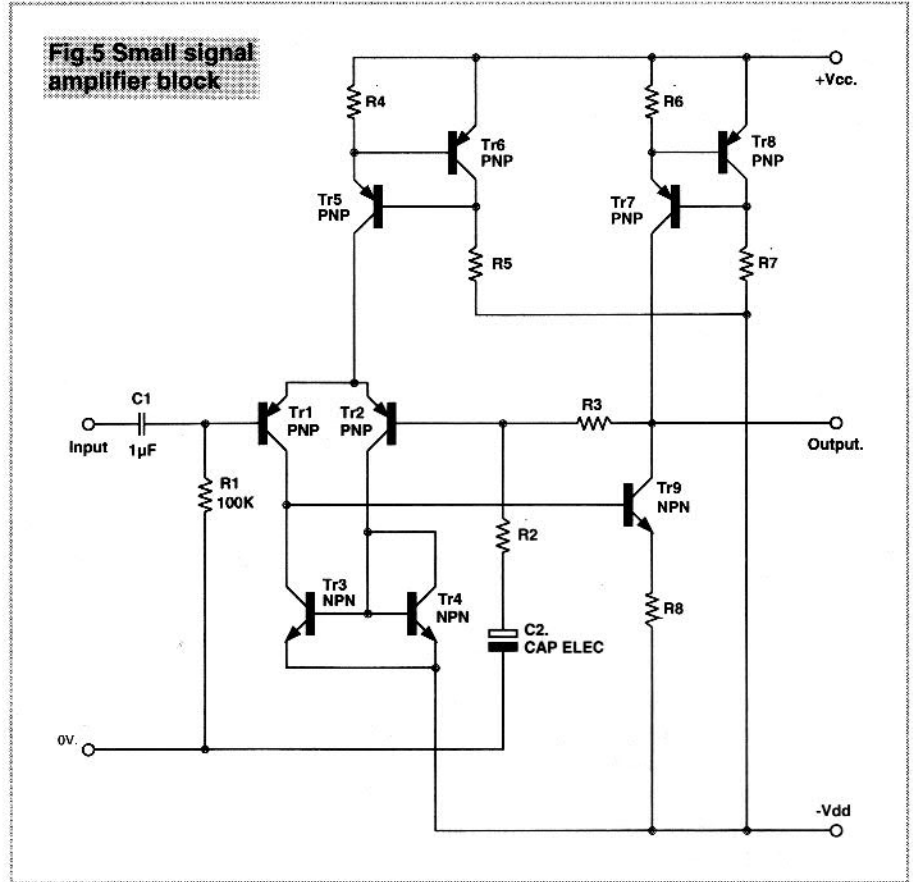 Fig.5 Small signal
amplifier block
+Vcc.
R4
R6
Tr6
PNP
Tr8
PNP
Tr5
PNP
Tr7
PNP
R5
R7
C1
Input
1µF
Tr1
PNP
Tr2
PNP
R3
Output.
R1
100K
Tr9
NPN
R2
Tr3
NPN
Tr4
NPN
R8
C2.
CAP ELEC
0V.
-Vdd